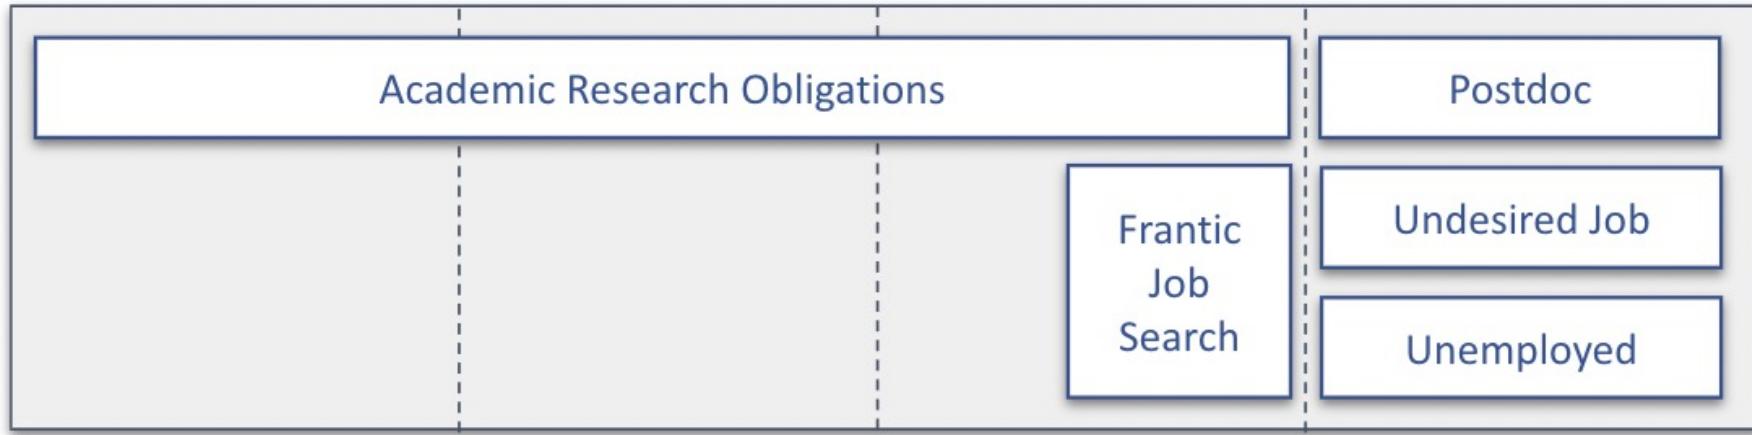 Academic Research Obligations
Postdoc
Frantic
Job
Search
Undesired Job
Unemployed